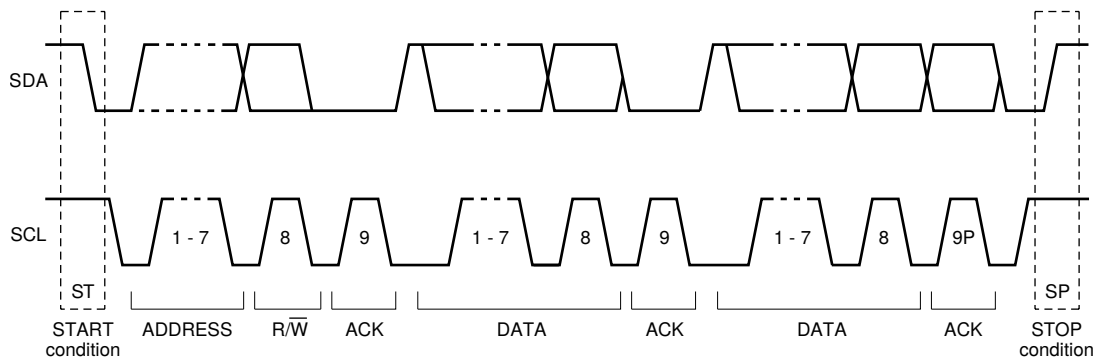 SDA
SCL
1 - 7
8
9
1 - 7
8
9
1 - 7
8
9P
ST
SP
START
condition
ADDRESS
R/W̅
ACK
DATA
ACK
DATA
ACK
STOP
condition